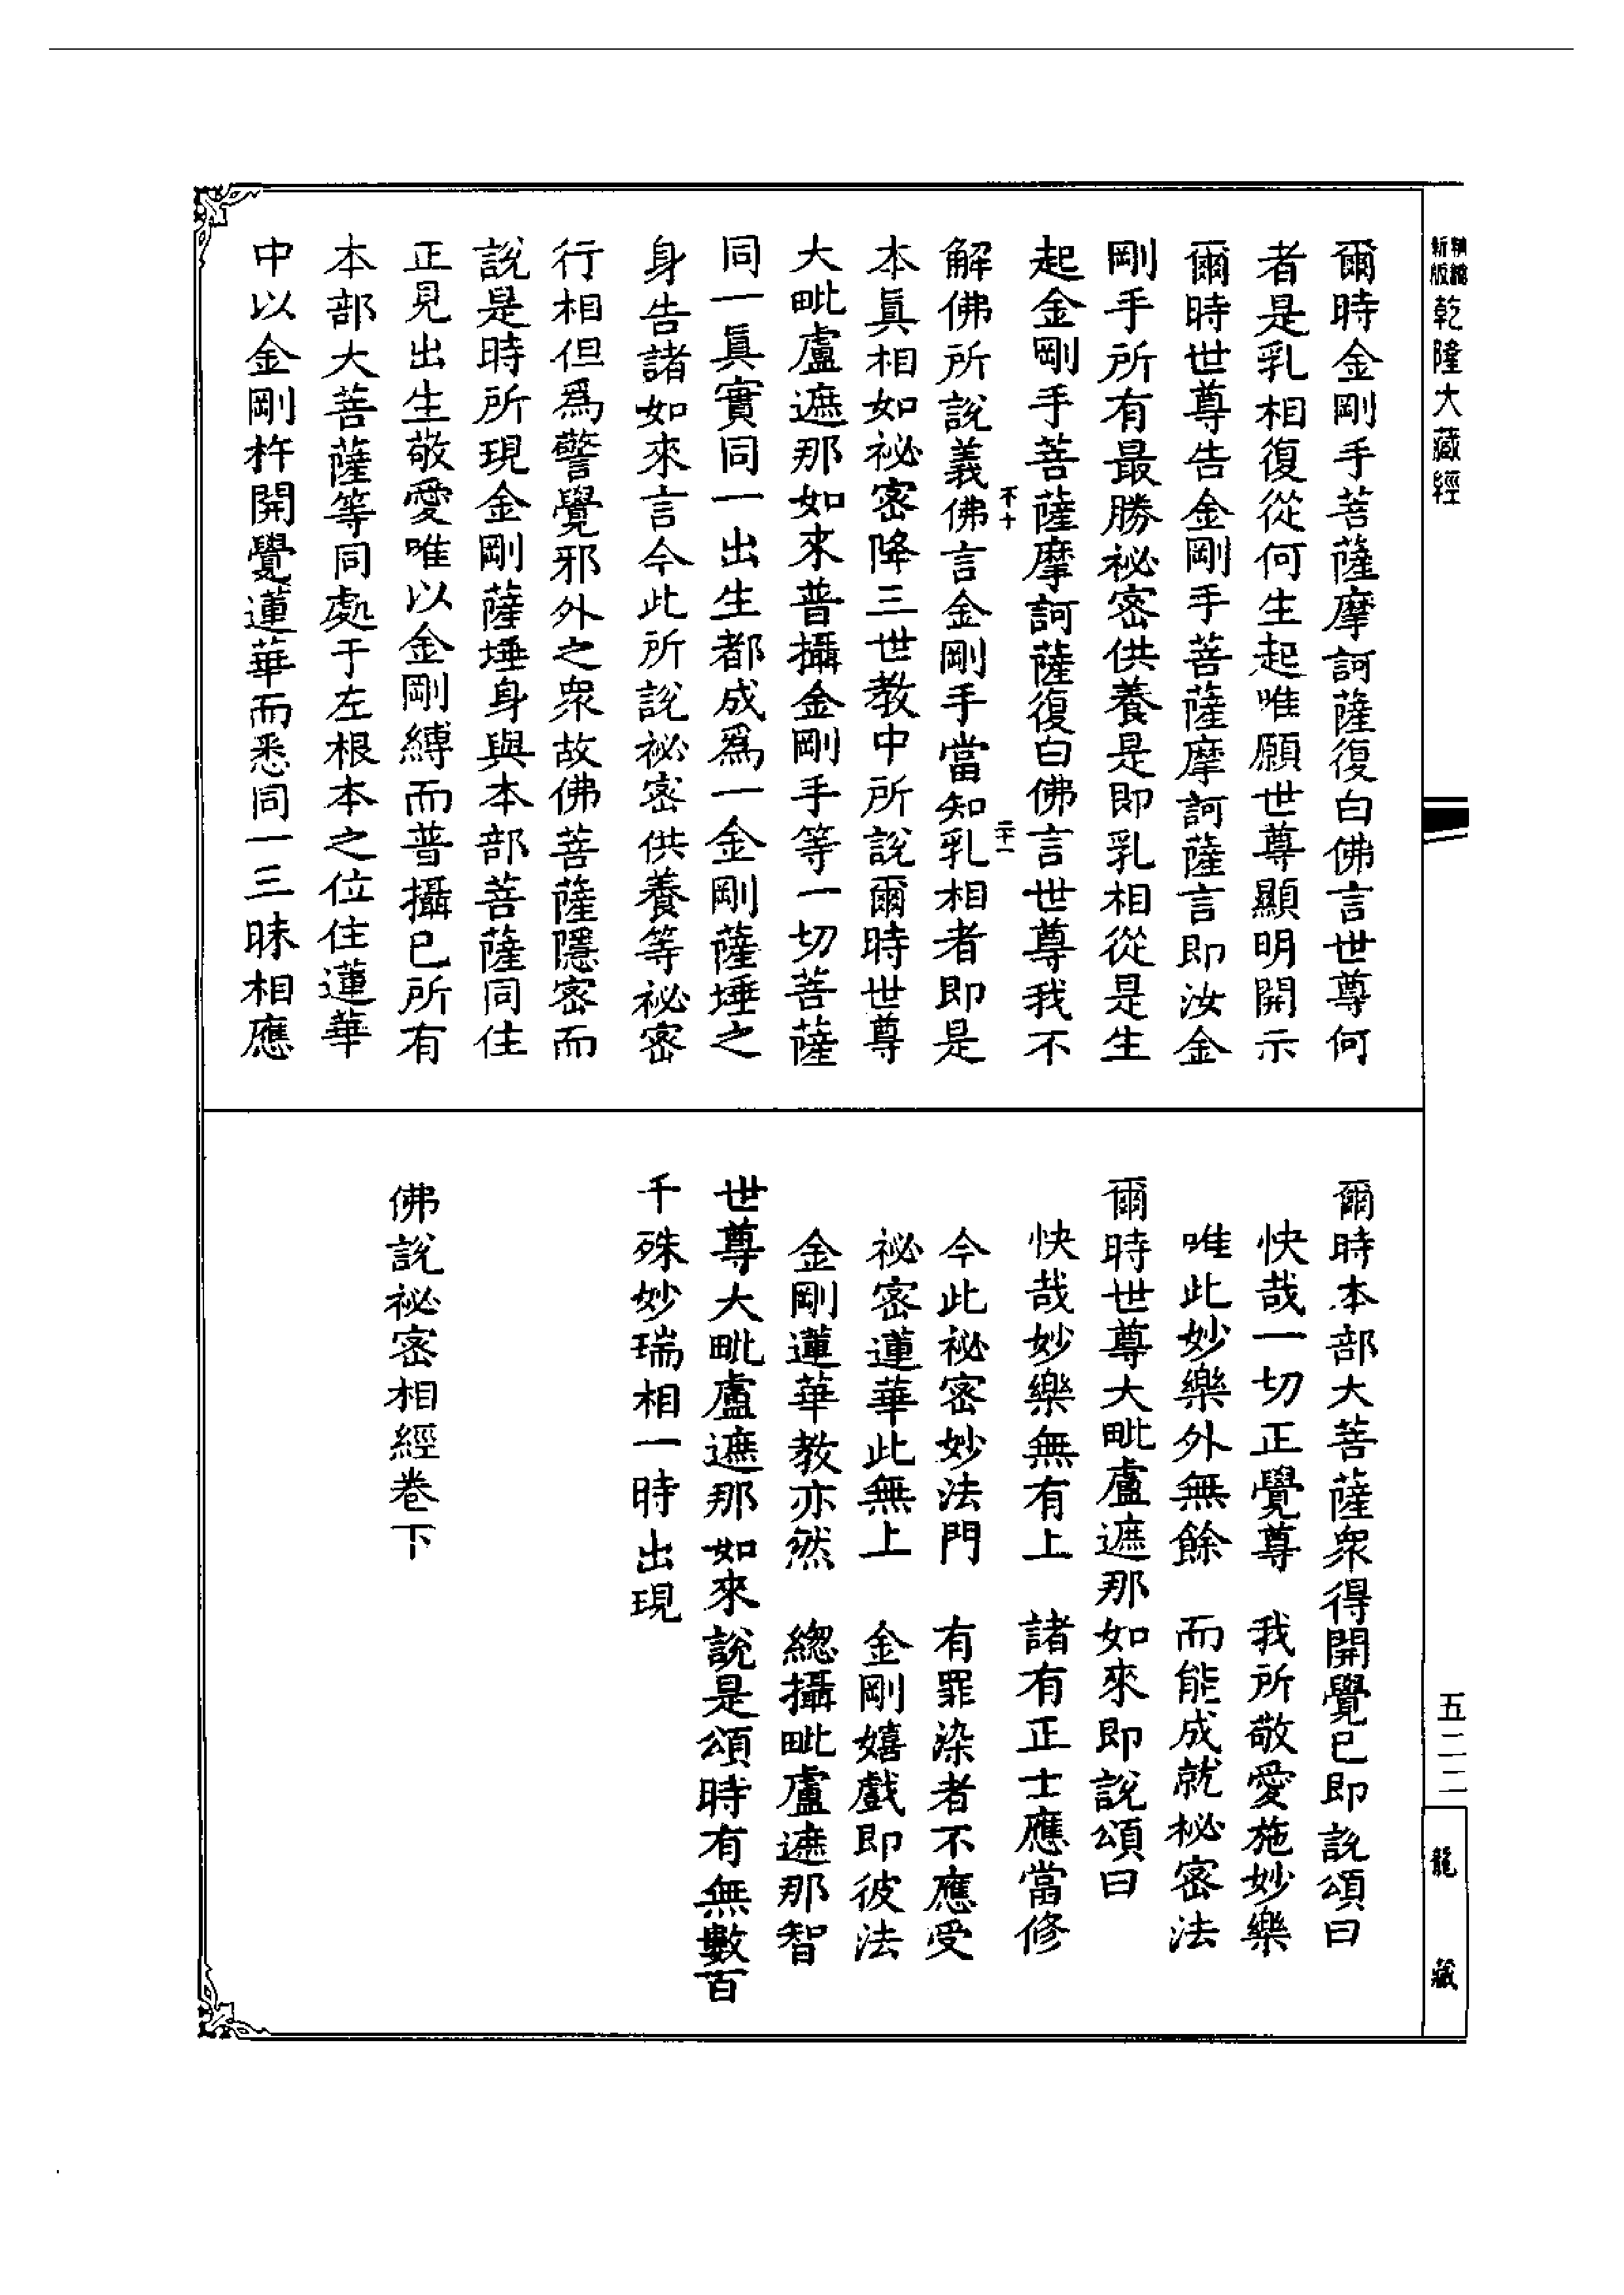 新版精縮乾隆大藏經
爾時金剛手菩薩摩訶薩復白佛言世尊何
者是乳相復從何生起唯願世尊顯明開示
爾時世尊告金剛手菩薩摩訶薩言即汝金
剛手所有最勝祕密供養是即乳相從是生
起金剛手菩薩摩訶薩復白佛言世尊我不
不十
二十一
解佛所說義佛言金剛手當知乳相者即是
本眞相如祕密降三世教中所說爾時世尊
大毗盧遮那如來普攝金剛手等一切菩薩
同一眞實同一出生都成爲一金剛薩埵之
身告諸如來言今此所說祕密供養等祕密
行相但爲警覺邪外之衆故佛菩薩隱密而
說是時所現金剛薩埵身與本部菩薩同住
正見出生敬愛唯以金剛縛而普攝已所有
本部大菩薩等同處于左根本之位住蓮華
中以金剛杵開覺蓮華而悉同一三昧相應
爾時本部大菩薩衆得開覺已即說頌曰
快哉一切正覺尊　我所敬愛施妙樂
唯此妙樂外無餘　而能成就祕密法
爾時世尊大毗盧遮那如來即說頌曰
快哉妙樂無有上　諸有正士應當修
今此祕密妙法門　有罪染者不應受
祕密蓮華此無上　金剛嬉戲即彼法
金剛蓮華教亦然　總攝毗盧遮那智
世尊大毗盧遮那如來說是頌時有無數百
千殊妙瑞相一時出現
佛說祕密相經卷下
五二二
龍藏